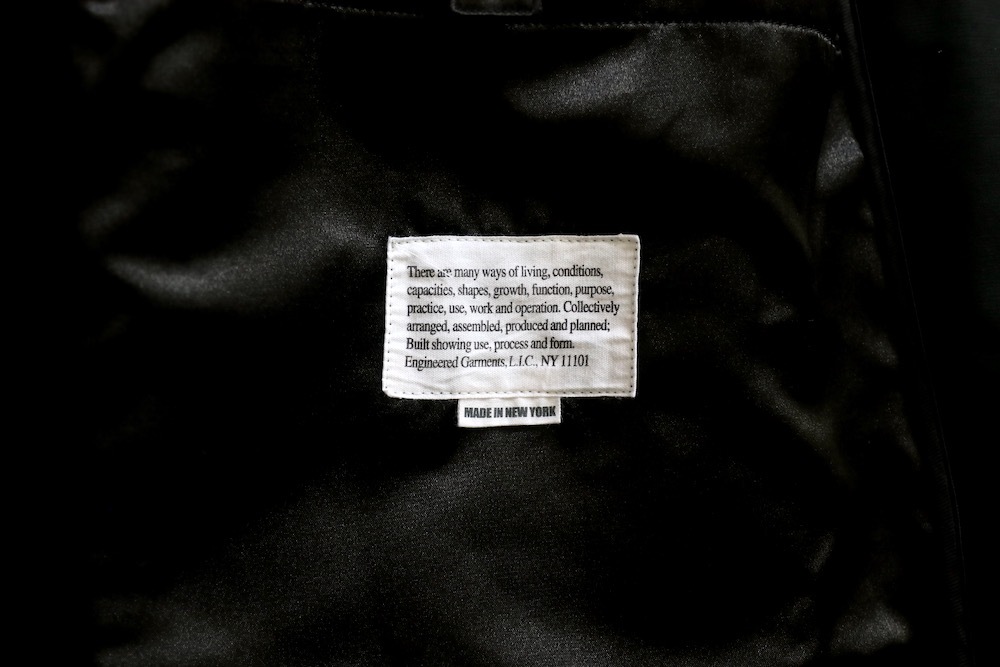 There are many ways of living, conditions,
capacities, shapes, growth, function, purpose,
practice, use, work and operation. Collectively
arranged, assembled, produced and planned;
Built showing use, process and form.
Engineered Garments, L.I.C., NY 11101
MADE IN NEW YORK